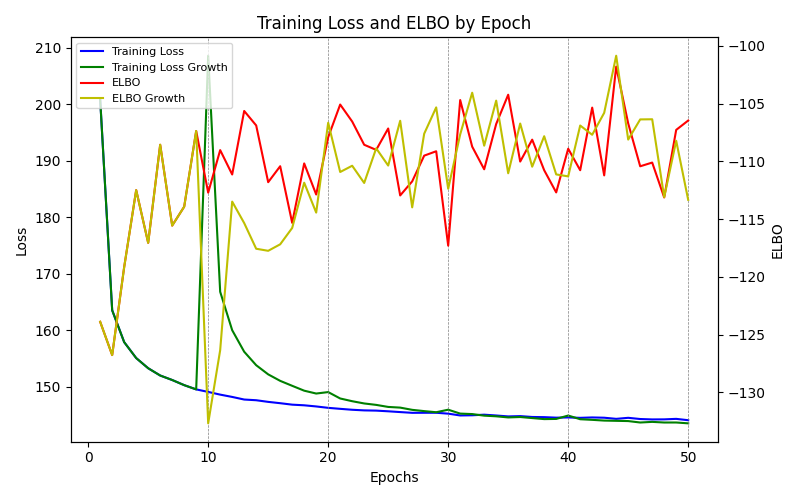 Training Loss and ELBO by Epoch
Training Loss
Training Loss Growth
ELBO
ELBO Growth
210
200
190
180
170
160
150
Loss
−100
−105
−110
−115
−120
−125
−130
ELBO
0 10 20 30 40 50
Epochs